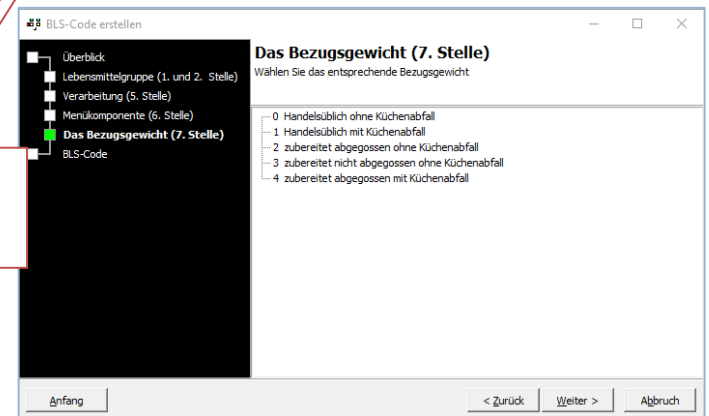 BLS-Code erstellen
Überblick
Lebensmittelgruppe (1. und 2. Stelle)
Verarbeitung (5. Stelle)
Menükomponente (6. Stelle)
Das Bezugsgewicht (7. Stelle)
BLS-Code
Das Bezugsgewicht (7. Stelle)
Wählen Sie das entsprechende Bezugsgewicht
0 Handelsüblich ohne Küchenabfall
1 Handelsüblich mit Küchenabfall
2 zubereitet abgegossen ohne Küchenabfall
3 zubereitet nicht abgegossen ohne Küchenabfall
4 zubereitet abgegossen mit Küchenabfall
Anfang
< Zurück
Weiter >
Abbruch